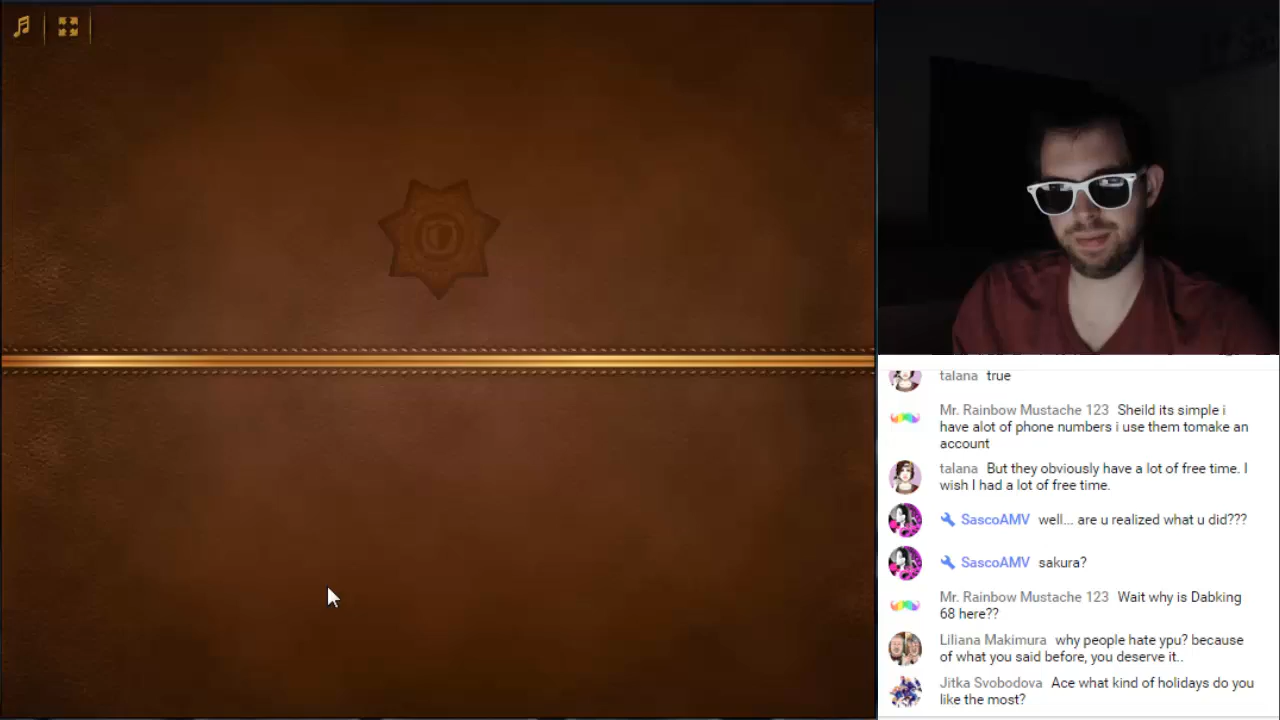 talana true
Mr. Rainbow Mustache 123 Sheild its simple i
have alot of phone numbers i use them tomake an
account
talana But they obviously have a lot of free time. I
wish I had a lot of free time.
SascoAMV well... are u realized what u did???
SascoAMV sakura?
Mr. Rainbow Mustache 123 Wait why is Dabking
68 here??
Liliana Makimura why people hate ypu? because
of what you said before, you deserve it..
Jitka Svobodova Ace what kind of holidays do you
like the most?